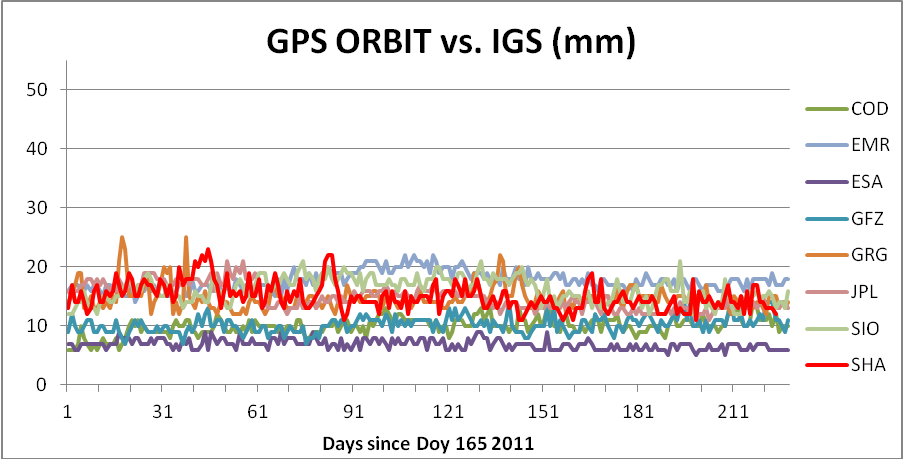 GPS ORBIT vs. IGS (mm)
50
40
30
20
10
0
1 31 61 91 121 151 181 211
Days since Doy 165 2011
COD
EMR
ESA
GFZ
GRG
JPL
SIO
SHA